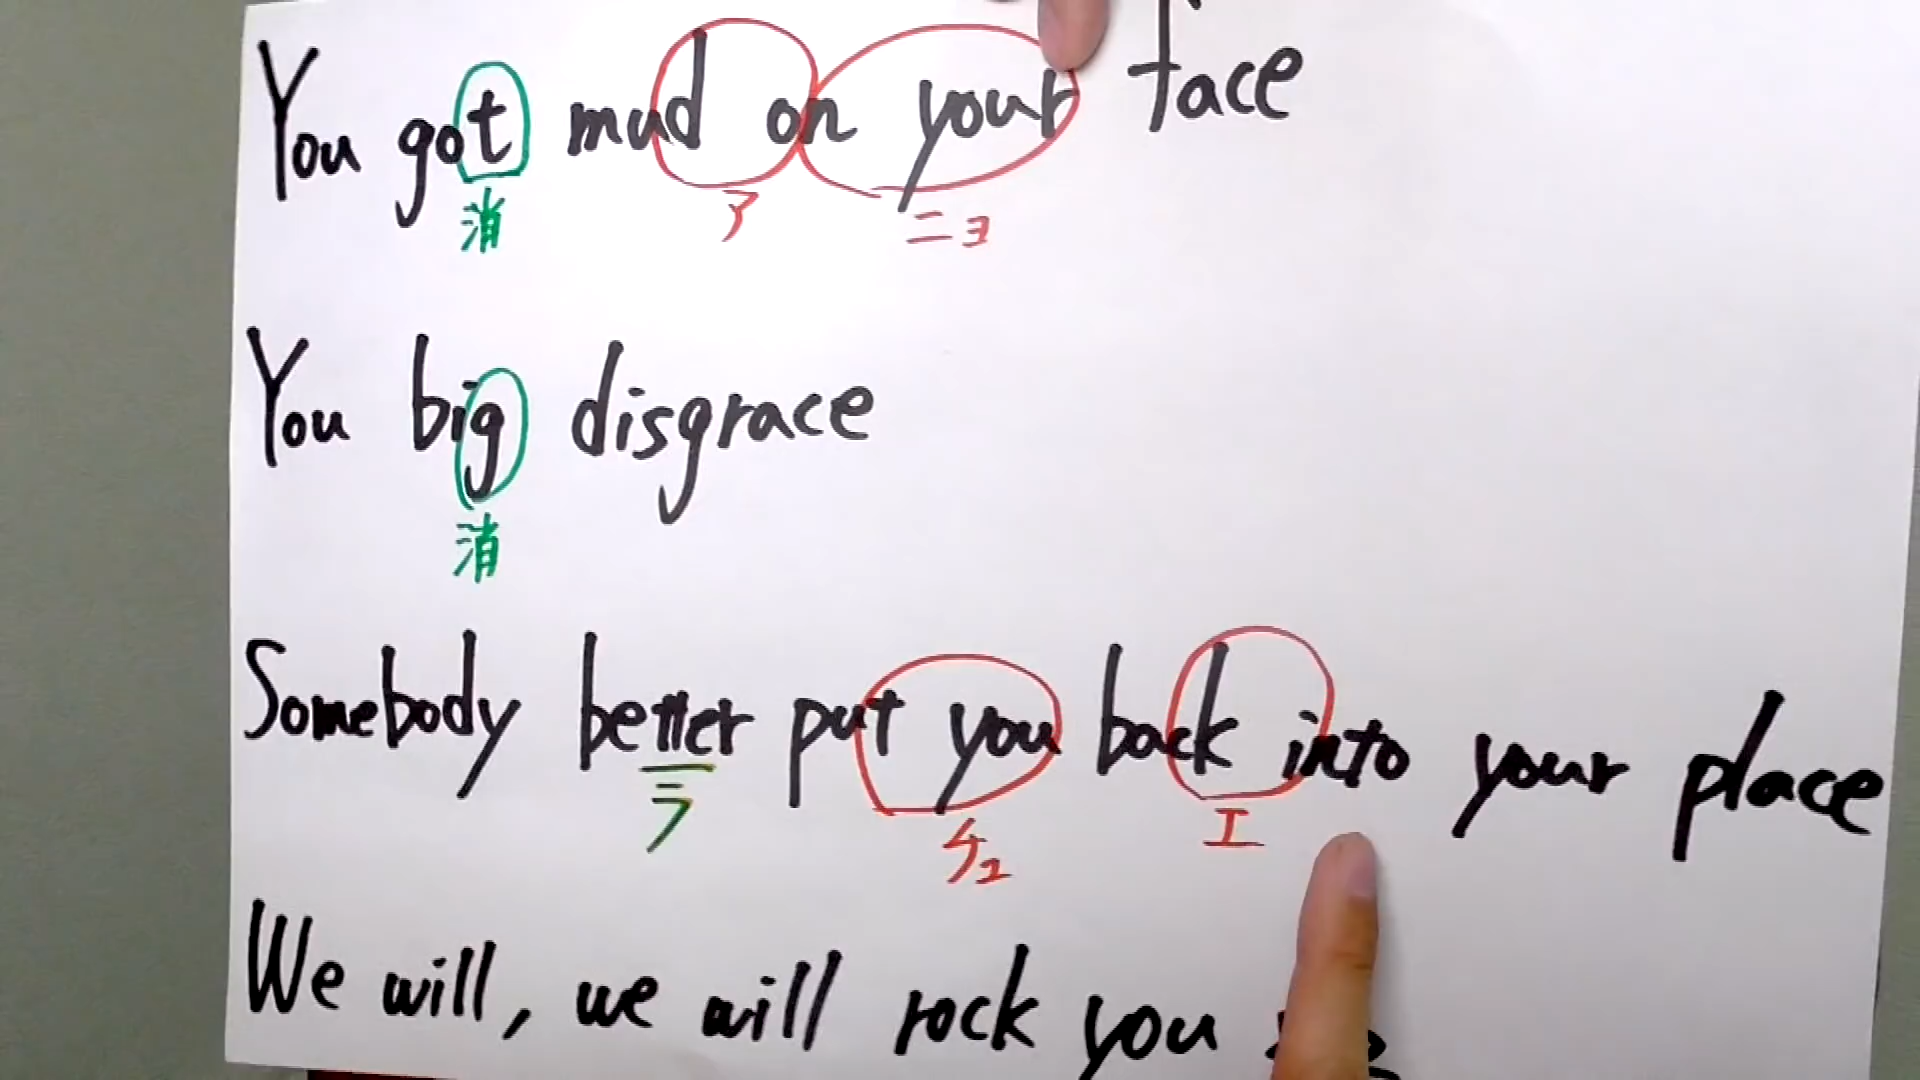 You got mud on your face
消 ア ニョ
You big disgrace
消
Somebody better put you back into your place
ラ チュ エ
We will, we will rock you